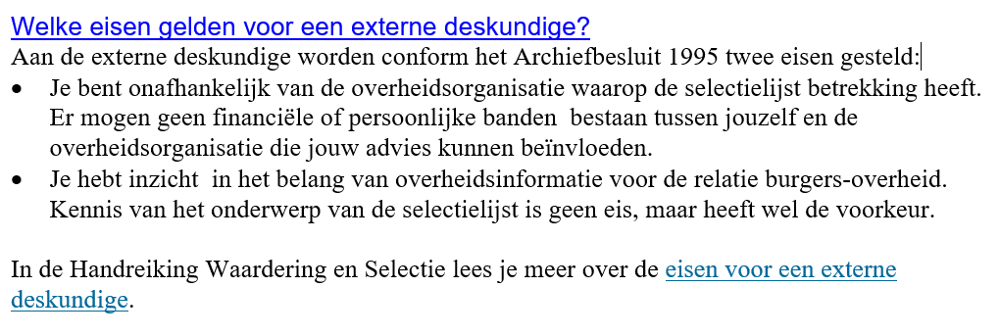 Welke eisen gelden voor een externe deskundige?
Aan de externe deskundige worden conform het Archiefbesluit 1995 twee eisen gesteld:
• Je bent onafhankelijk van de overheidsorganisatie waarop de selectielijst betrekking heeft.
Er mogen geen financiële of persoonlijke banden  bestaan tussen jouzelf en de
overheidsorganisatie die jouw advies kunnen beïnvloeden.
• Je hebt inzicht  in het belang van overheidsinformatie voor de relatie burgers-overheid.
Kennis van het onderwerp van de selectielijst is geen eis, maar heeft wel de voorkeur.
In de Handreiking Waardering en Selectie lees je meer over de eisen voor een externe
deskundige.